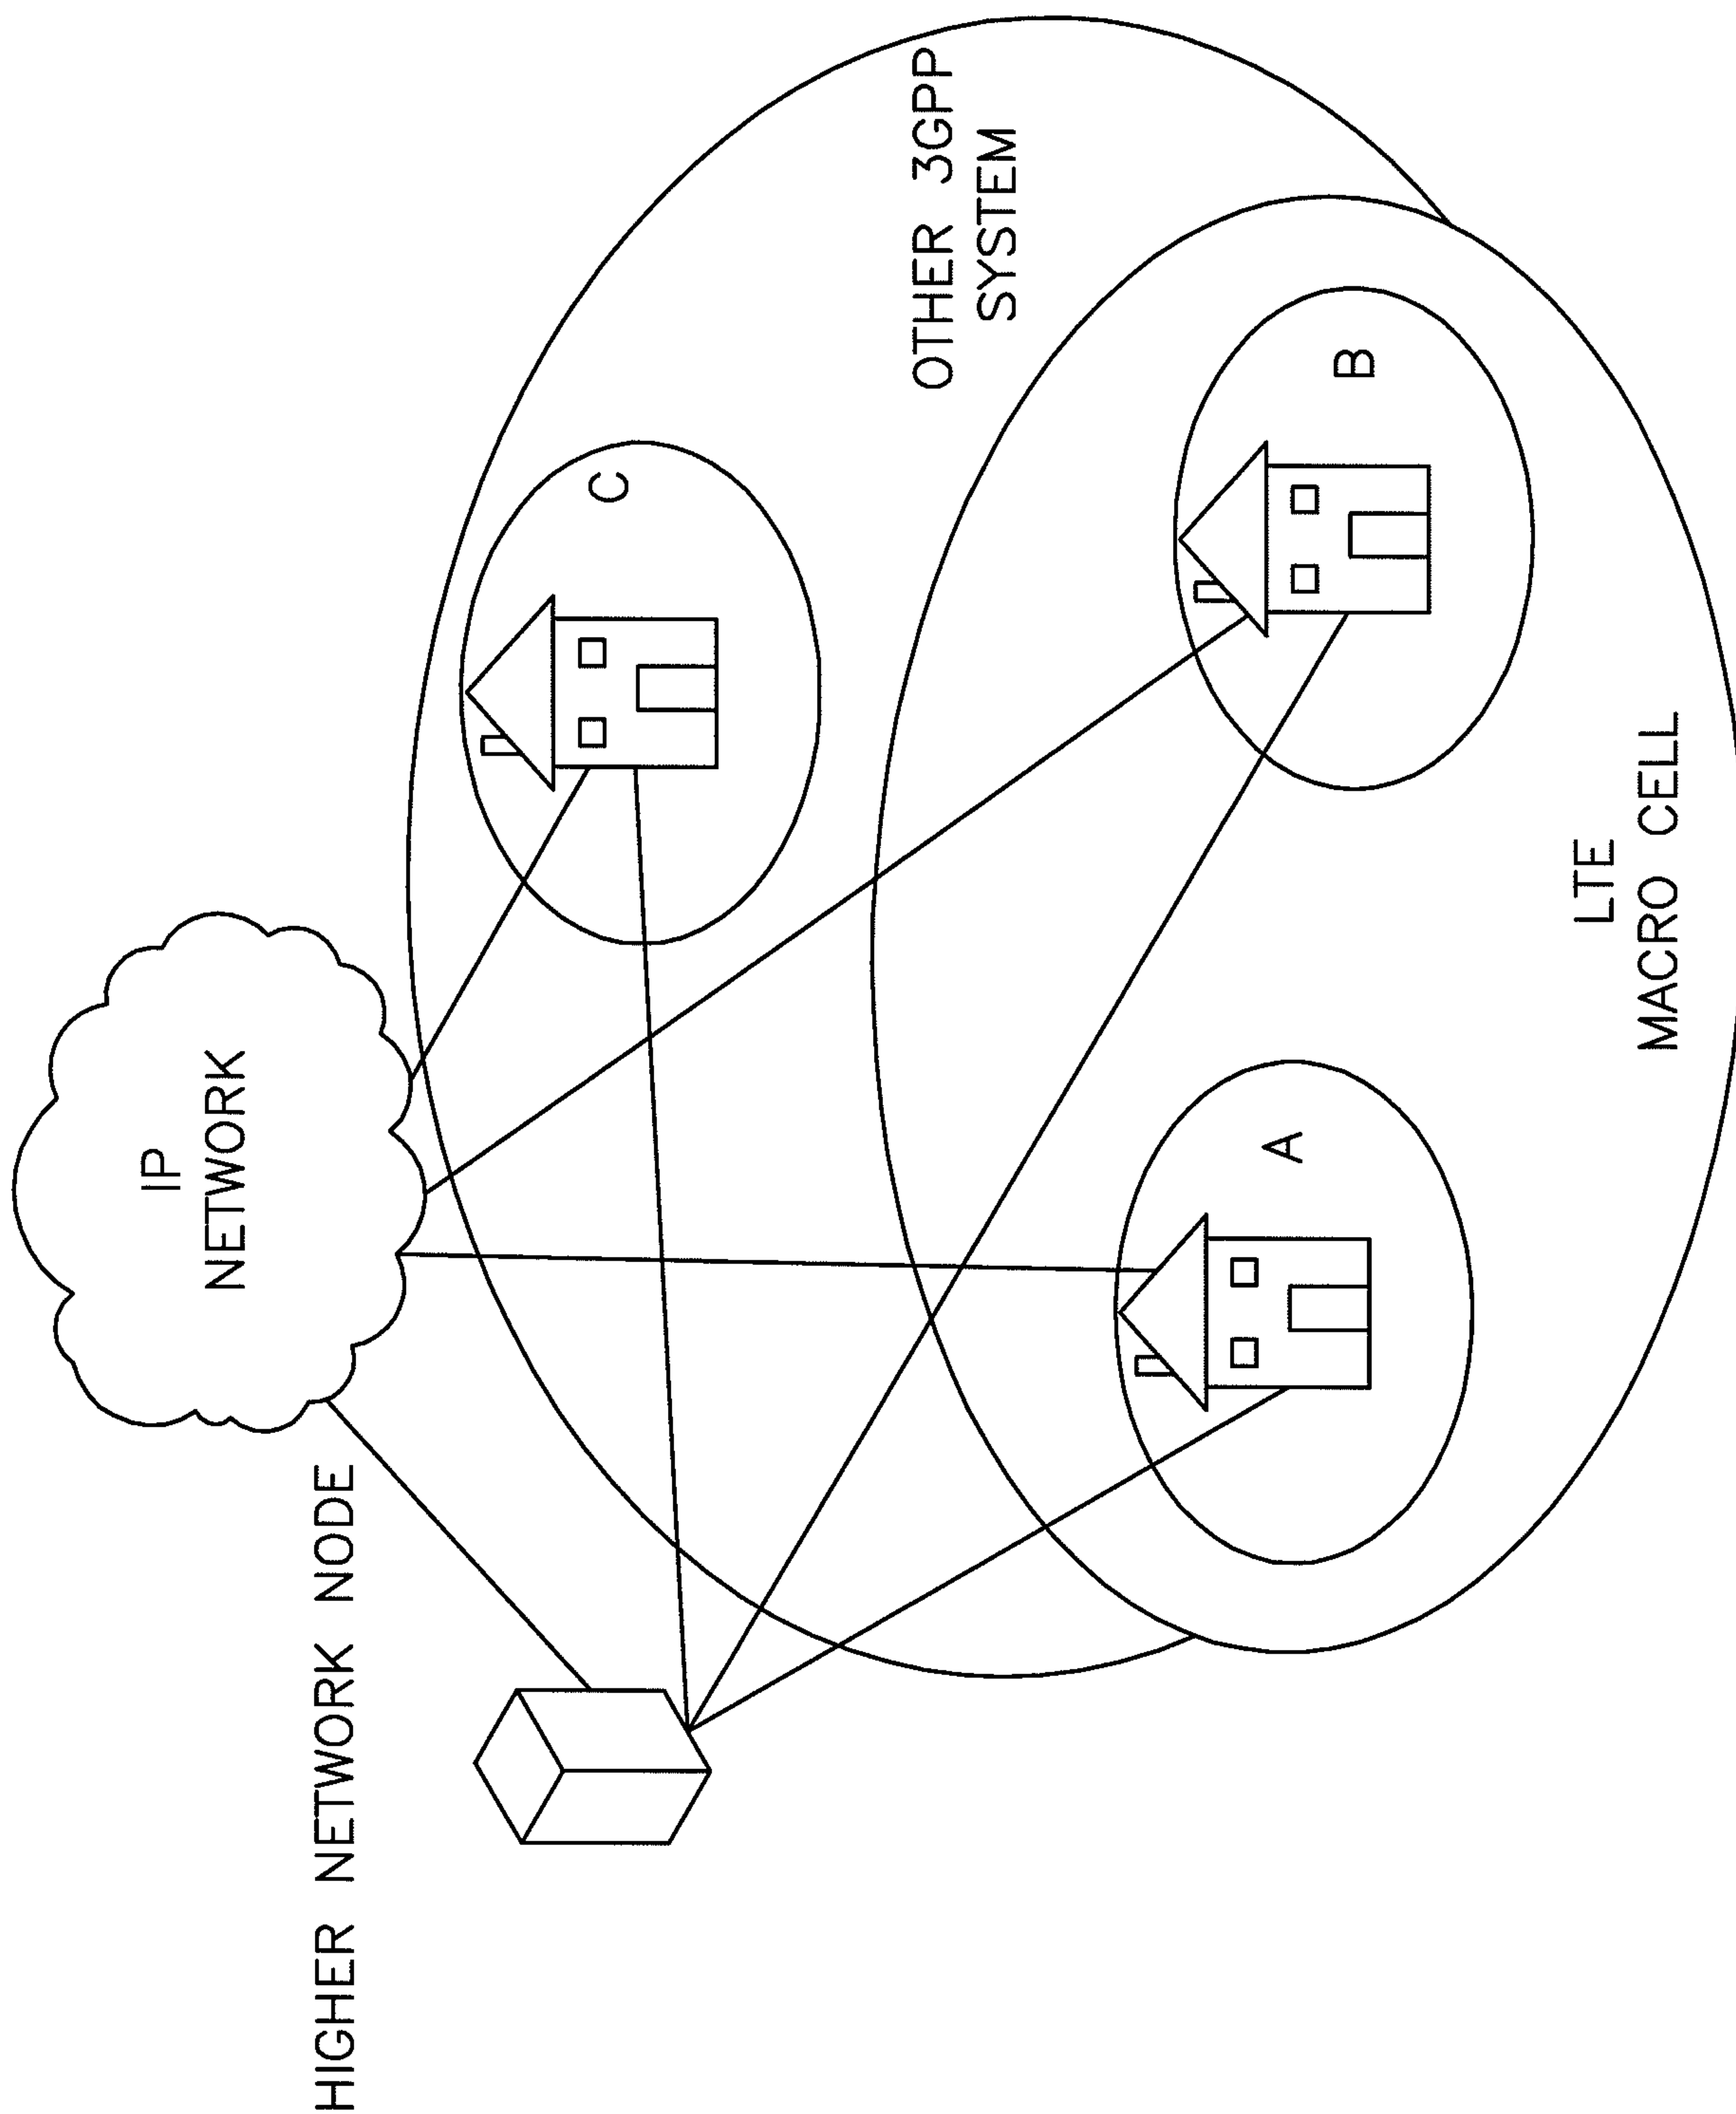 IP
NETWORK
HIGHER NETWORK NODE
C
OTHER 3GPP
SYSTEM
A
B
LTE
MACRO CELL